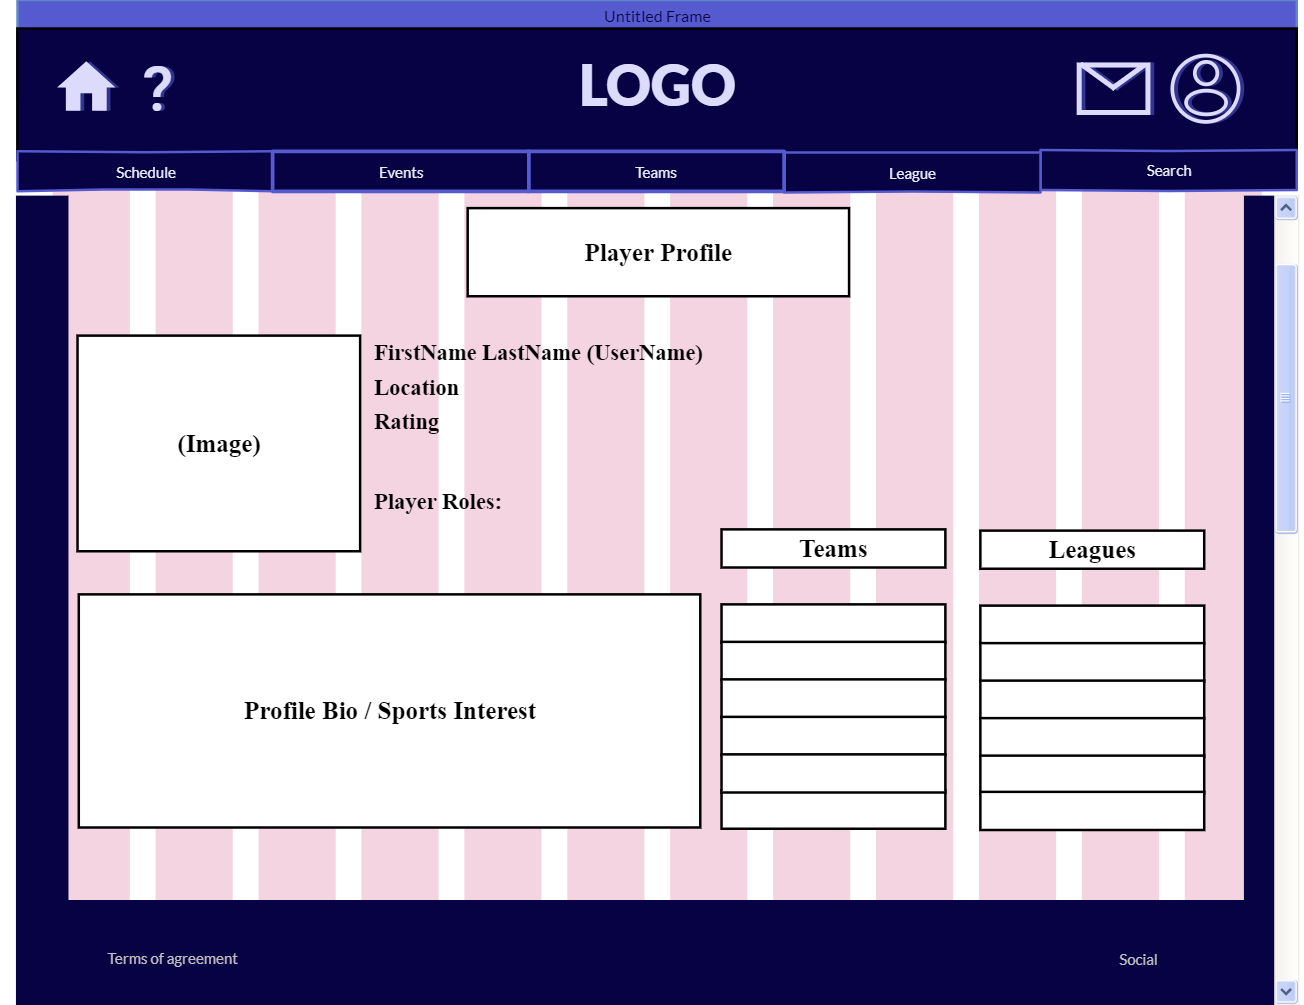 Untitled Frame
?
LOGO
Schedule
Events
Teams
League
Search
Player Profile
(Image)
FirstName LastName (UserName)
Location
Rating
Player Roles:
Teams
Leagues
Profile Bio / Sports Interest
Terms of agreement
Social